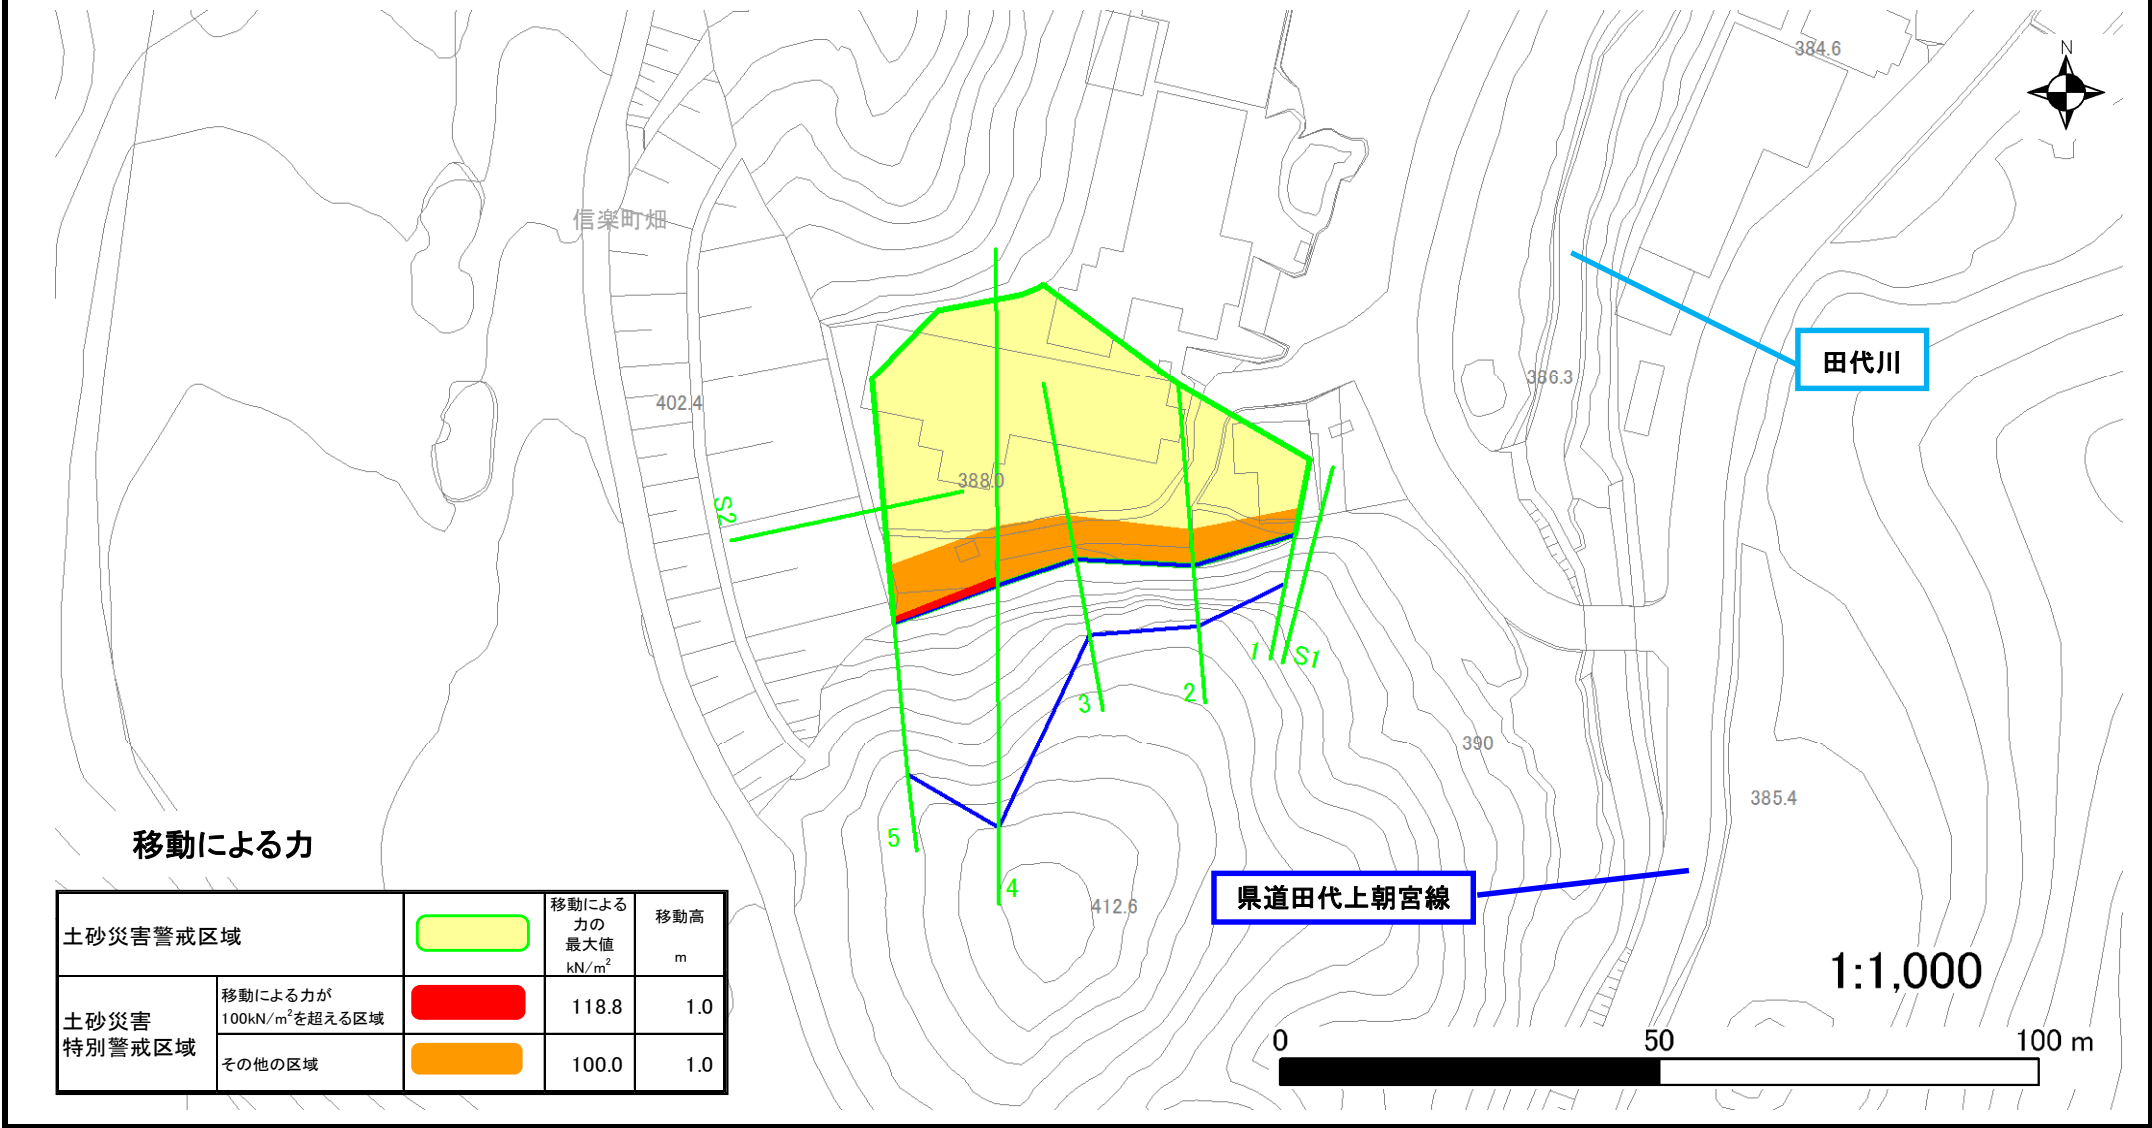 384.6
N
信楽町畑
田代川
386.3
402.4
388.0
S2
1
S1
2
3
390
385.4
5
4
412.6
県道田代上朝宮線
1:1,000
0 50 100 m
移動による力
移動による
力の
最大値
kN/m²
移動高
m
土砂災害警戒区域
土砂災害
特別警戒区域
移動による力が
100kN/m²を超える区域
118.8 1.0
その他の区域
100.0 1.0